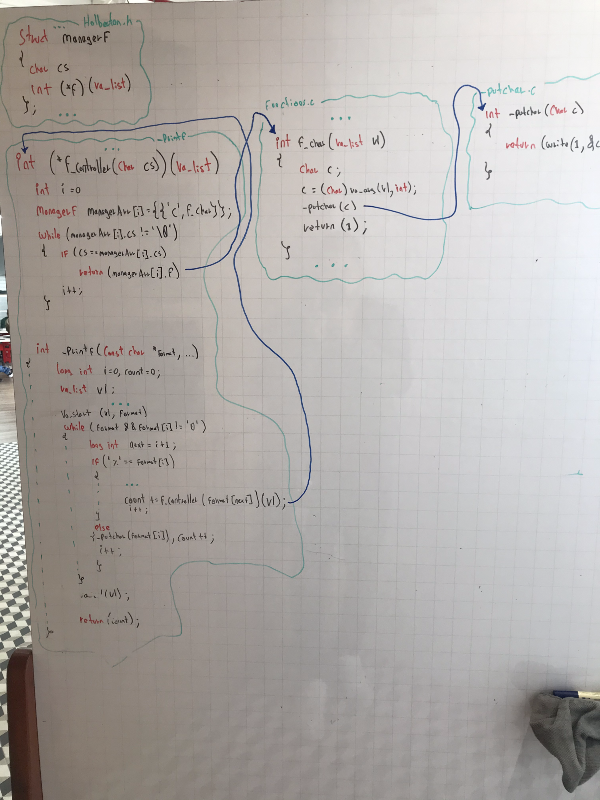 Holberton.h
...
Struct managerF
{
char cs
int (*f)(va_list)
};
...
_printf
int (*f_controller(char cs))(va_list)
int i=0
managerF managerArr[i]={{'c',f_char}};
while (managerArr[i].cs != '\0')
{ if (cs==managerArr[i].cs)
return (managerArr[i].f)
i++;
}
int _printf(const char *format, ...)
{ long int i=0, count=0;
va_list vl;
...
va_start (vl, format)
while (format && format[i] != '0')
{
long int next = i+1;
if('%'== format[i])
{
...
count += f_controller (format[next])(vl);
i++;
}
else
{_putchar(format[i]), count++;
i++;
}
}
(vl);
return(count);
}
Functions.c
...
int f_char(va_list vl)
{
char c;
c = (char) va_arg(vl, int);
_putchar(c)
return (1);
}
...
_putchar.c
int _putchar(char c)
{
return (write(1, &c
}